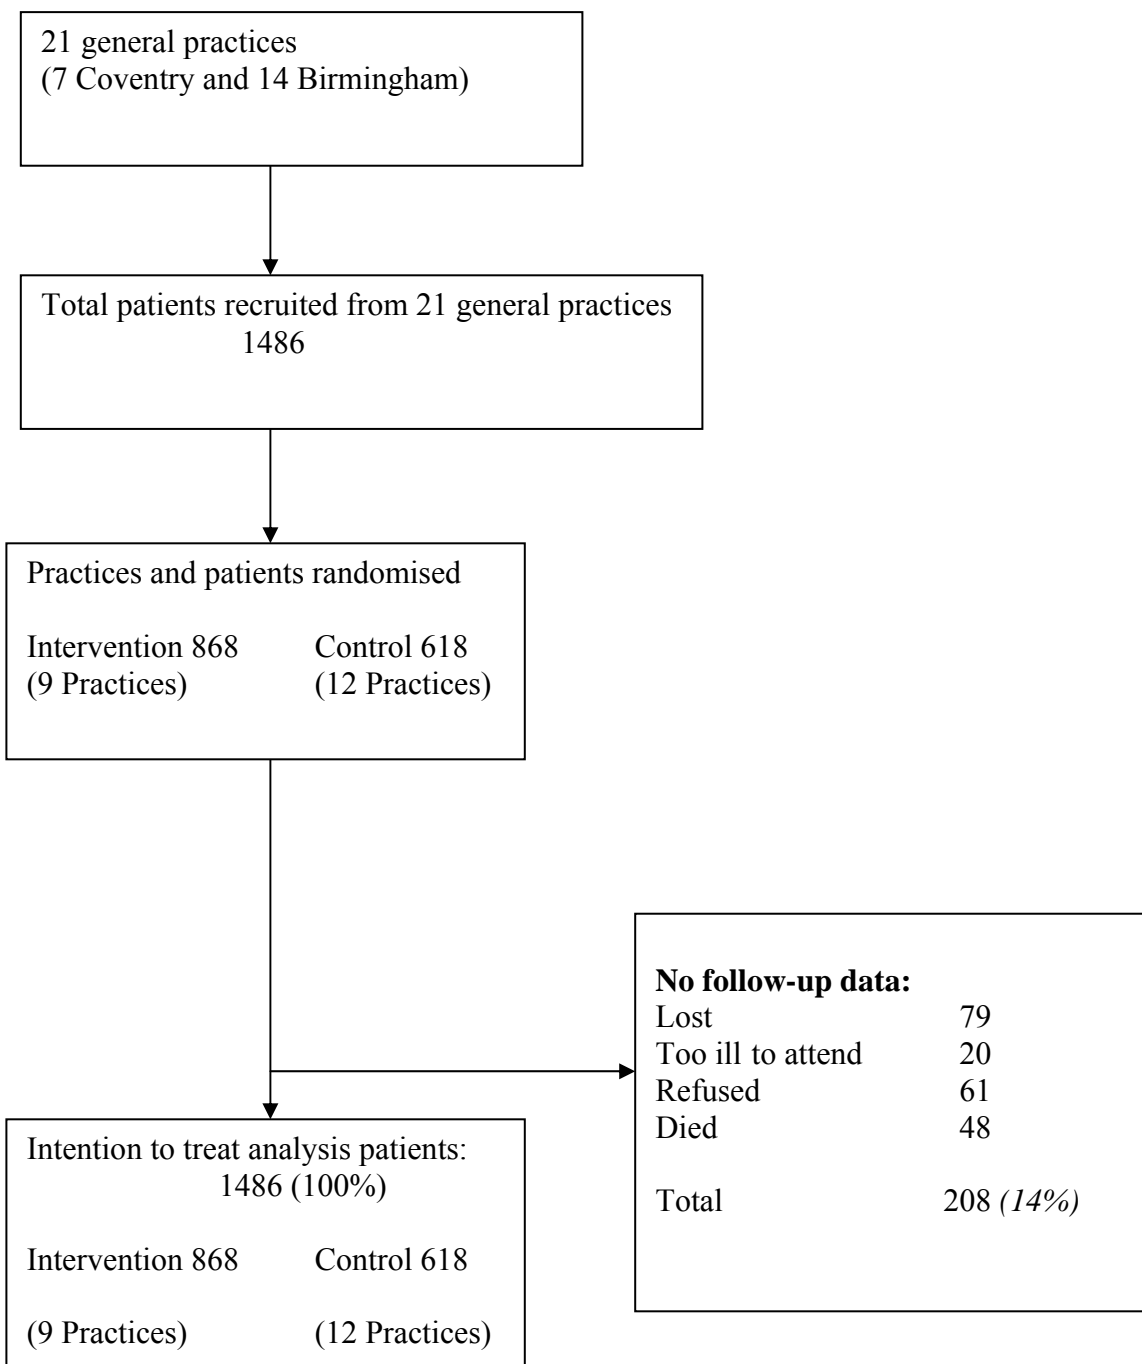 21 general practices
(7 Coventry and 14 Birmingham)
Total patients recruited from 21 general practices
1486
Practices and patients randomised
Intervention 868 Control 618
(9 Practices) (12 Practices)
No follow-up data:
Lost 79
Too ill to attend 20
Refused 61
Died 48
Total 208 (14%)
Intention to treat analysis patients:
1486 (100%)
Intervention 868 Control 618
(9 Practices) (12 Practices)